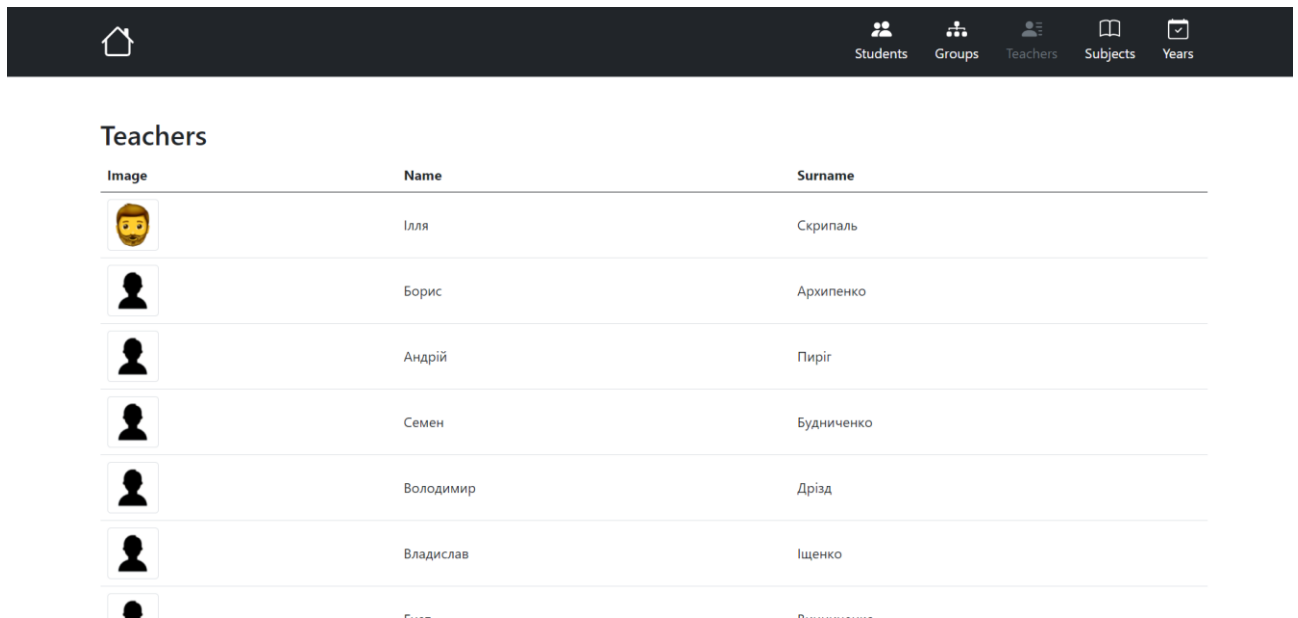 Students Groups Teachers Subjects Years
Teachers
Image Name Surname
Ілля Скрипаль
Борис Архипенко
Андрій Пиріг
Семен Будниченко
Володимир Дрізд
Владислав Іщенко